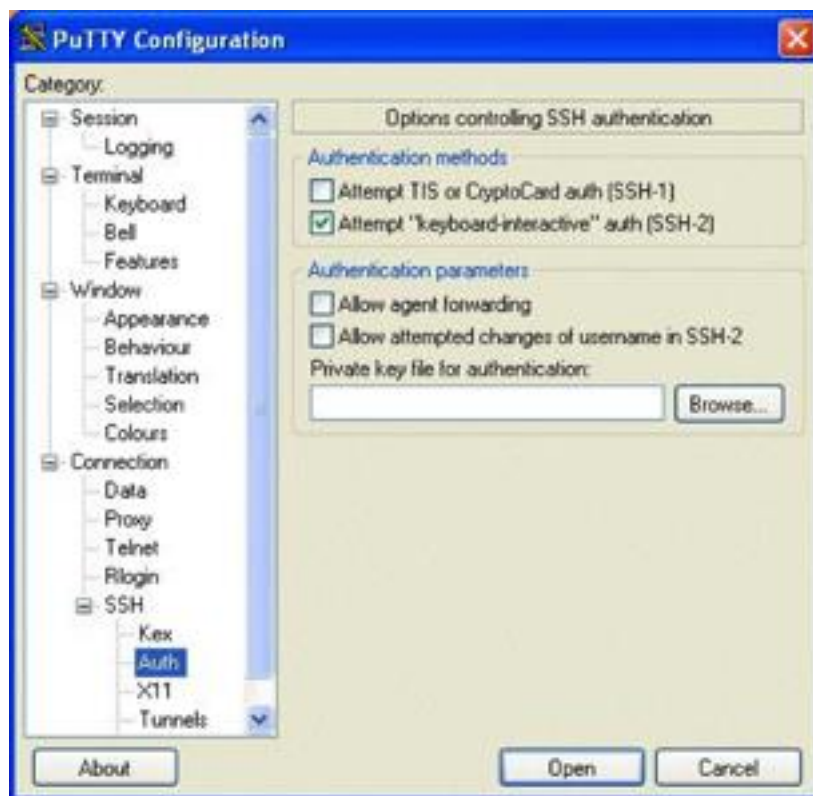 PuTTY Configuration
Category:
Session
Logging
Terminal
Keyboard
Bell
Features
Window
Appearance
Behaviour
Translation
Selection
Colours
Connection
Data
Proxy
Telnet
Rlogin
SSH
Kex
Auth
X11
Tunnels
Options controlling SSH authentication
Authentication methods
Attempt TIS or CryptoCard auth (SSH-1)
Attempt "keyboard-interactive" auth (SSH-2)
Authentication parameters
Allow agent forwarding
Allow attempted changes of username in SSH-2
Private key file for authentication:
Browse...
About
Open
Cancel